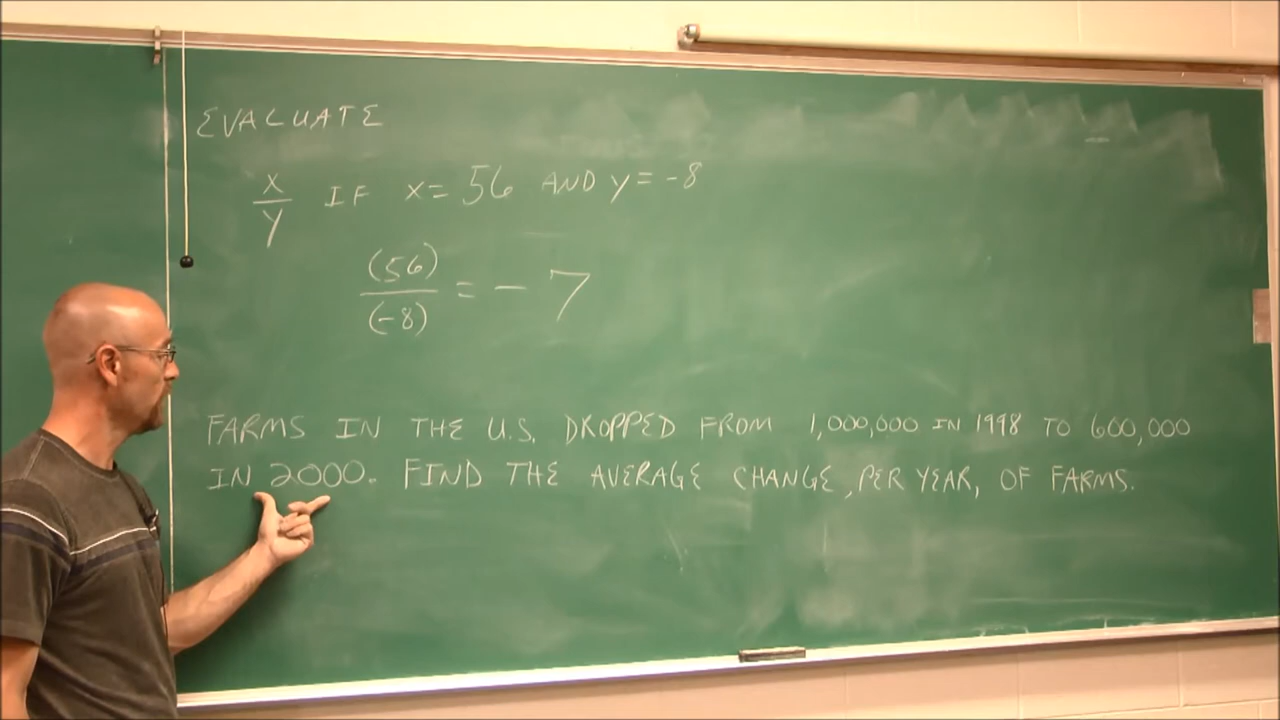 EVALUATE
x/y IF x = 56 AND y = -8
(56)/(-8) = -7
FARMS IN THE U.S. DROPPED FROM 1,000,000 IN 1998 TO 600,000
IN 2000. FIND THE AVERAGE CHANGE, PER YEAR, OF FARMS.